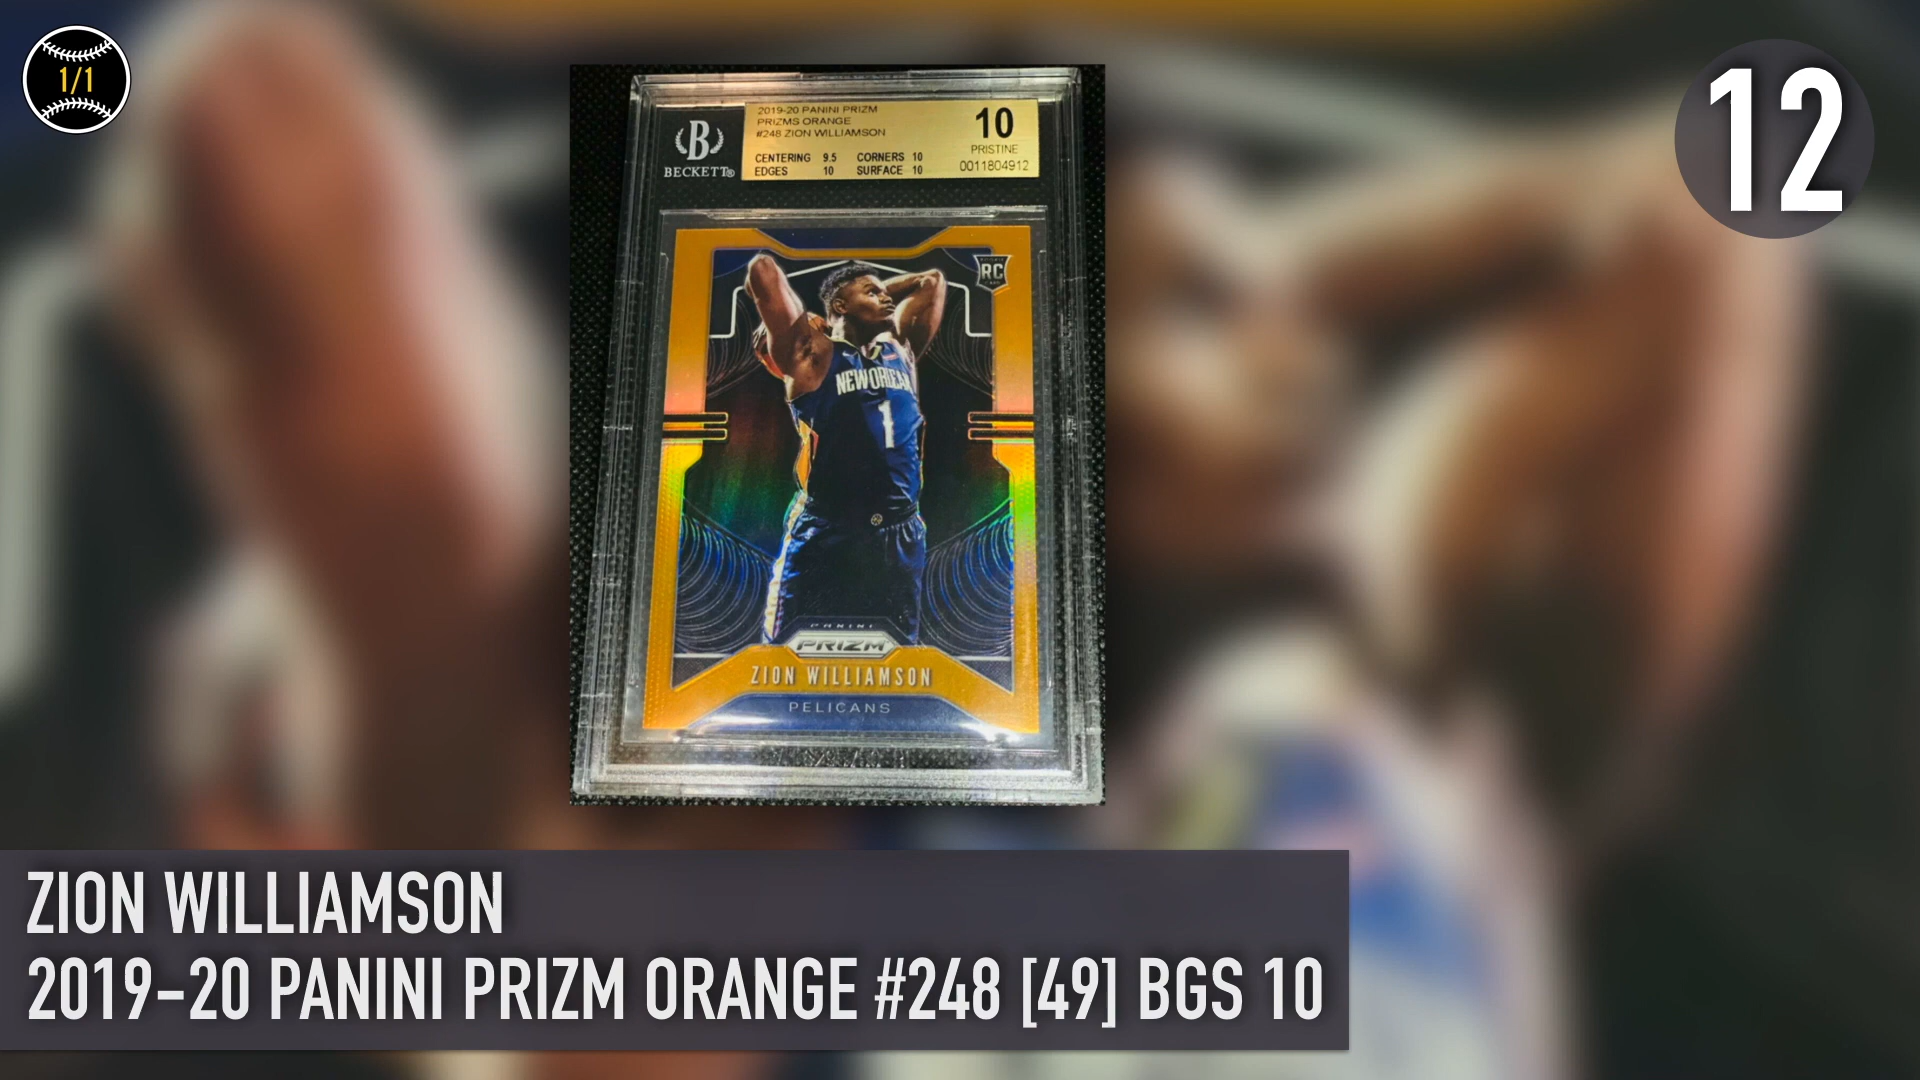 1/1
12
2019-20 PANINI PRIZM
PRIZMS ORANGE
#248 ZION WILLIAMSON
CENTERING 9.5 CORNERS 10
EDGES 10 SURFACE 10
10
PRISTINE
0011804912
B
BECKETT®
RC
NEW ORLEAN
1
PANINI
PRIZM
ZION WILLIAMSON
PELICANS
ZION WILLIAMSON
2019-20 PANINI PRIZM ORANGE #248 [49] BGS 10